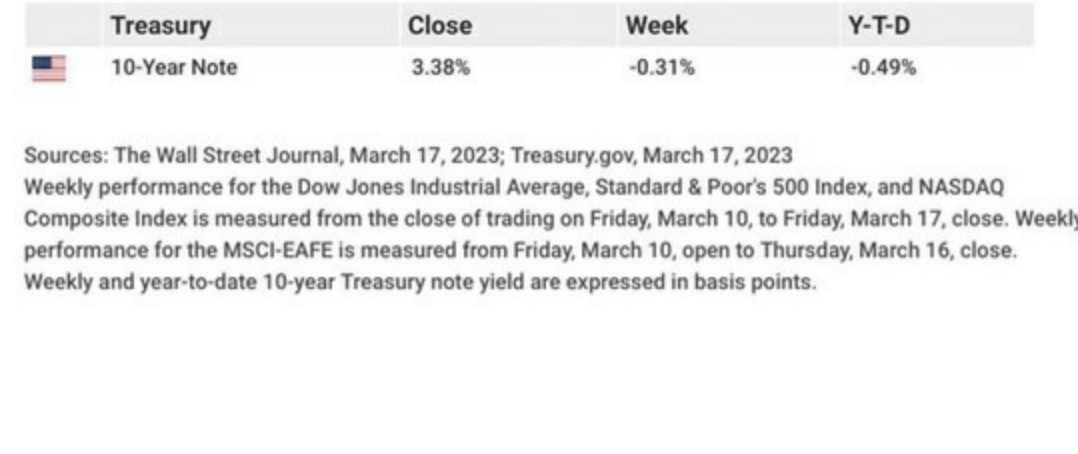 Treasury Close Week Y-T-D
10-Year Note 3.38% -0.31% -0.49%
Sources: The Wall Street Journal, March 17, 2023; Treasury.gov, March 17, 2023
Weekly performance for the Dow Jones Industrial Average, Standard & Poor's 500 Index, and NASDAQ
Composite Index is measured from the close of trading on Friday, March 10, to Friday, March 17, close. Weekly
performance for the MSCI-EAFE is measured from Friday, March 10, open to Thursday, March 16, close.
Weekly and year-to-date 10-year Treasury note yield are expressed in basis points.